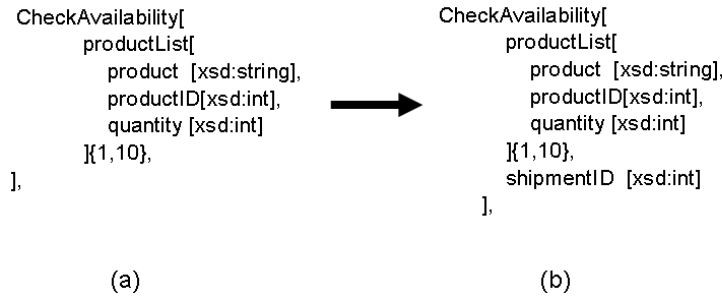 CheckAvailability[
productList[
product [xsd:string],
productID[xsd:int],
quantity [xsd:int]
]{1,10},
],
(a)
CheckAvailability[
productList[
product [xsd:string],
productID[xsd:int],
quantity [xsd:int]
]{1,10},
shipmentID [xsd:int]
],
(b)